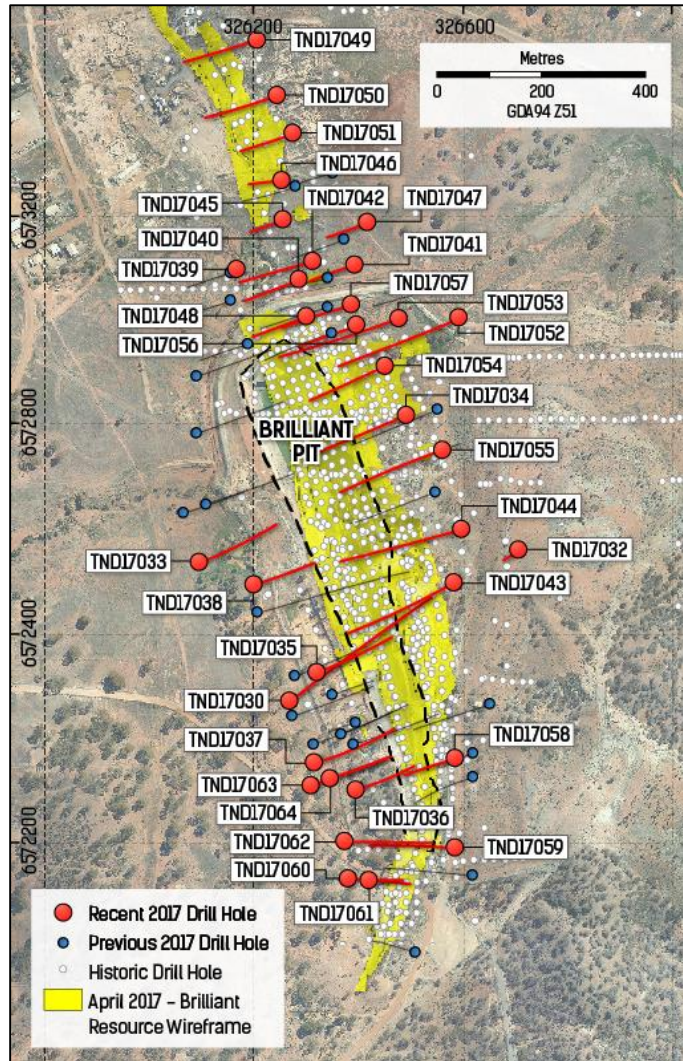 326200
326600
Metres
0 200 400
GDA94 Z51
TND17049
TND17050
TND17051
TND17046
TND17042
TND17045
TND17047
TND17040
TND17041
TND17039
TND17057
TND17053
TND17048
TND17052
TND17056
TND17054
TND17034
BRILLIANT
PIT
TND17055
TND17044
TND17032
TND17033
TND17043
TND17038
TND17035
TND17030
TND17037
TND17058
TND17063
TND17064
TND17036
TND17062
TND17059
TND17060
TND17061
6573200
6572800
6572400
6572200
Recent 2017 Drill Hole
Previous 2017 Drill Hole
Historic Drill Hole
April 2017 - Brilliant
Resource Wireframe